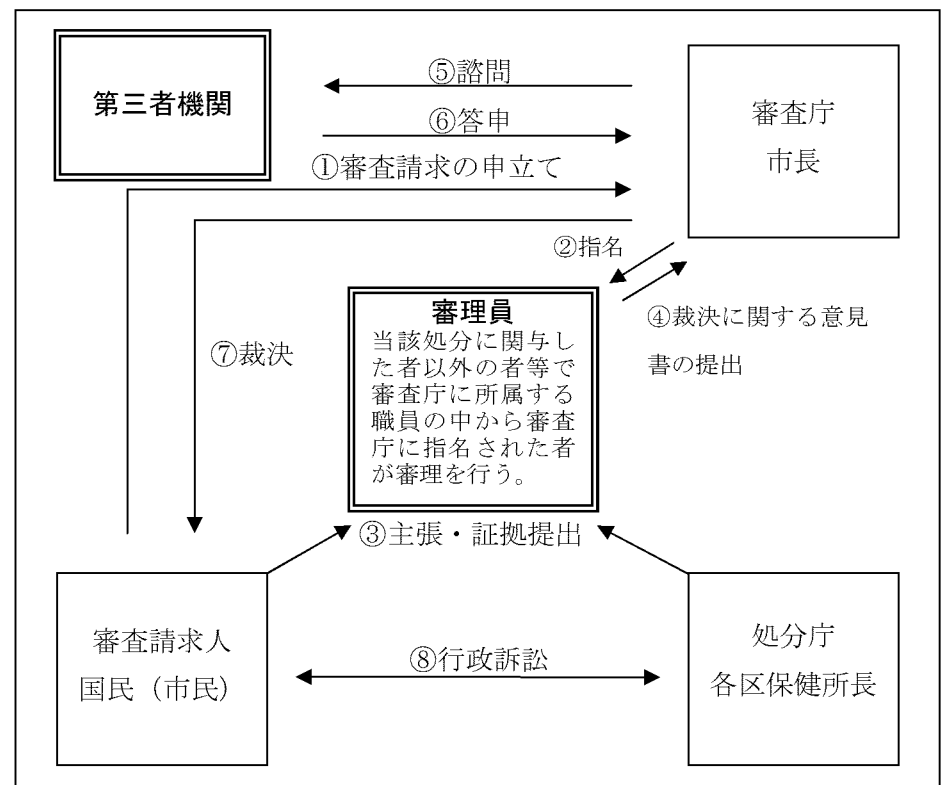 第三者機関
⑤諮問
⑥答申
審査庁
市長
①審査請求の申立て
②指名
審理員
当該処分に関与し
た者以外の者等で
審査庁に所属する
職員の中から審査
庁に指名された者
が審理を行う。
④裁決に関する意見
書の提出
⑦裁決
③主張・証拠提出
審査請求人
国民（市民）
⑧行政訴訟
処分庁
各区保健所長